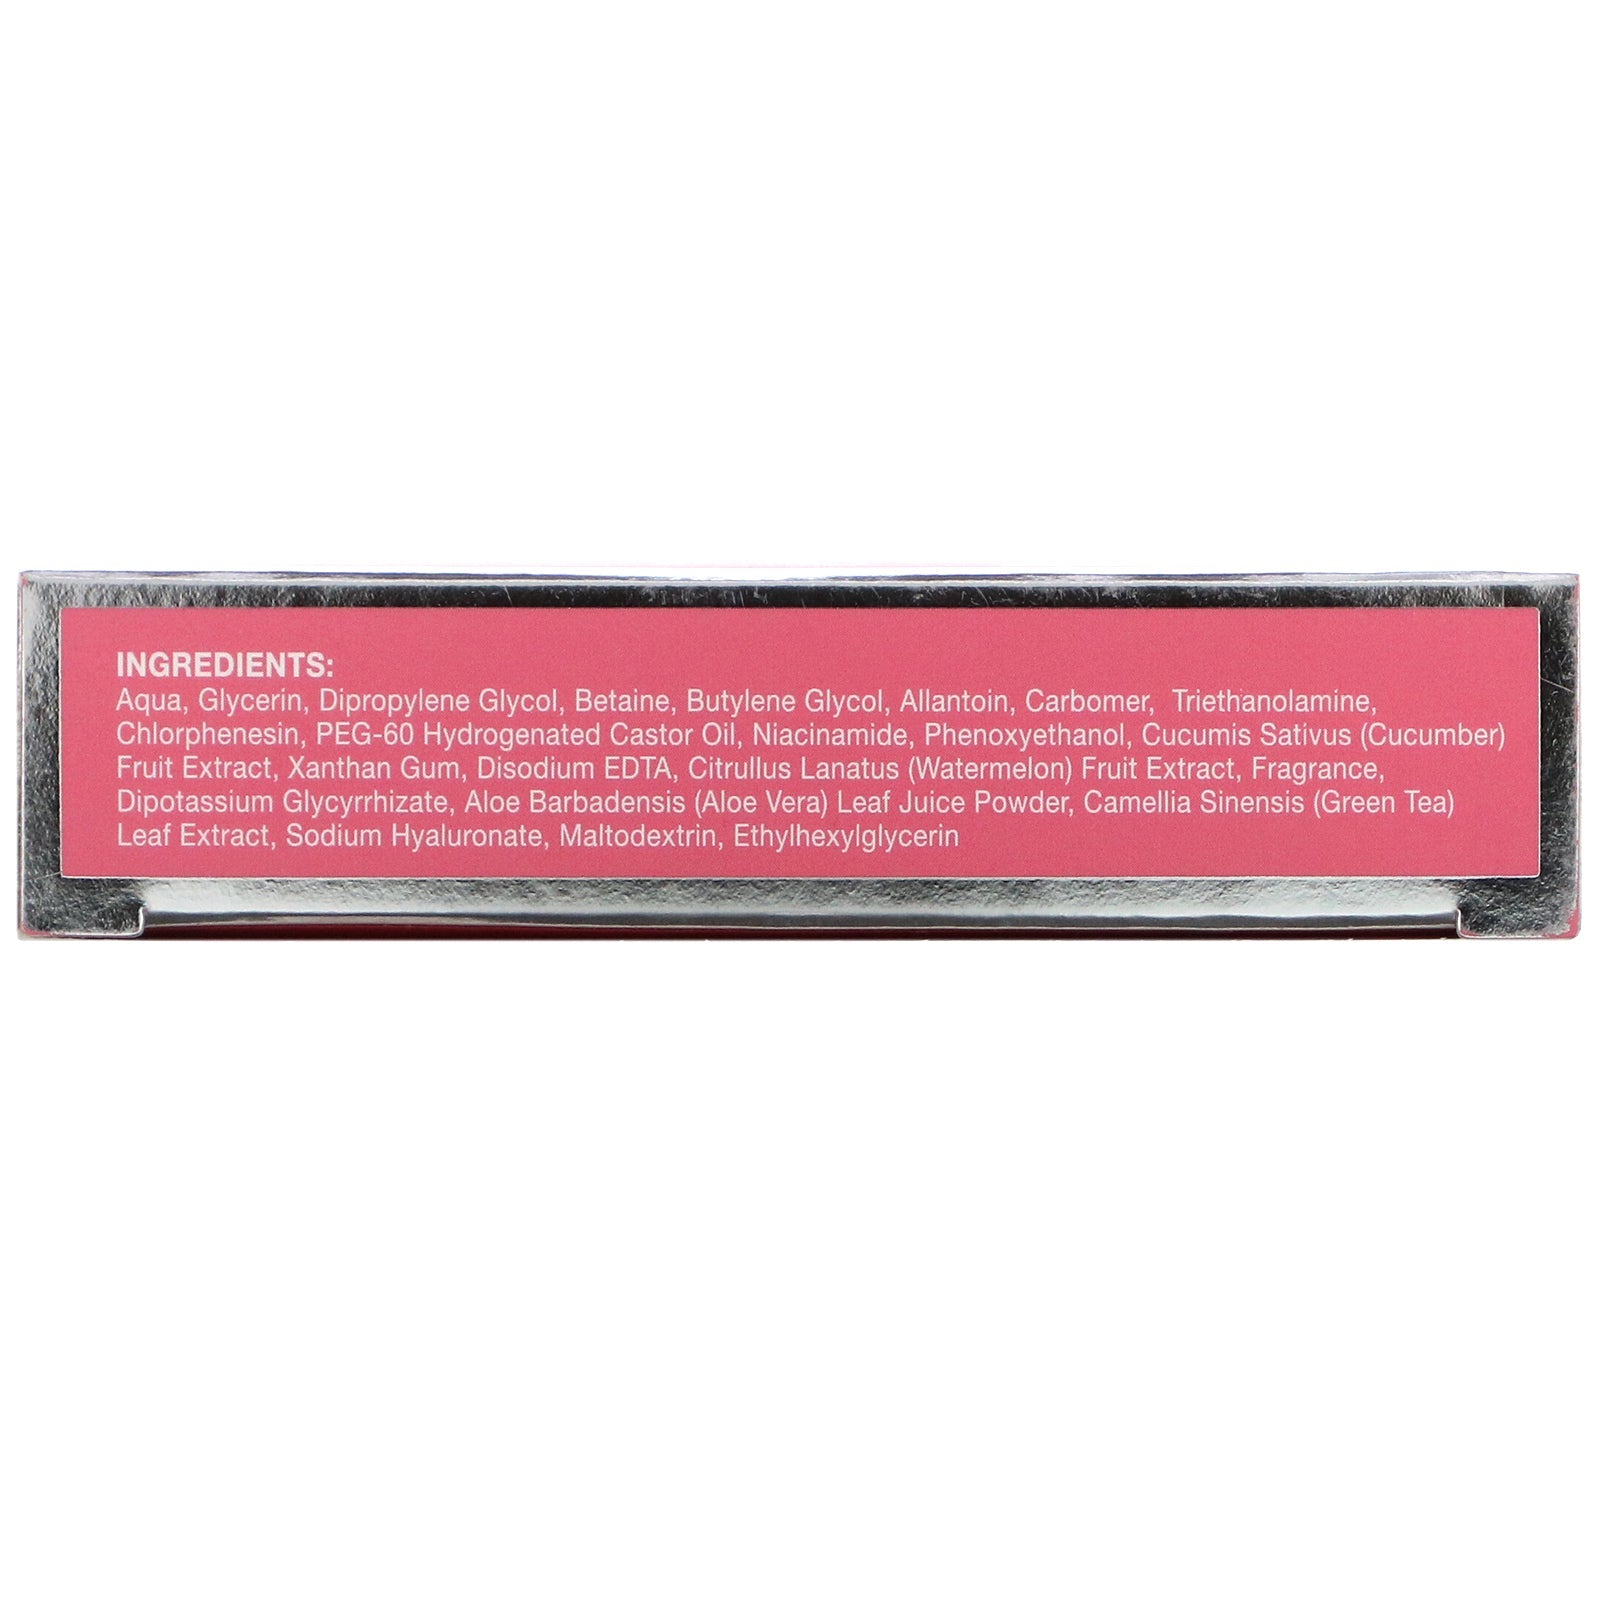 INGREDIENTS:
Aqua, Glycerin, Dipropylene Glycol, Betaine, Butylene Glycol, Allantoin, Carbomer, Triethanolamine,
Chlorphenesin, PEG-60 Hydrogenated Castor Oil, Niacinamide, Phenoxyethanol, Cucumis Sativus (Cucumber)
Fruit Extract, Xanthan Gum, Disodium EDTA, Citrullus Lanatus (Watermelon) Fruit Extract, Fragrance,
Dipotassium Glycyrrhizate, Aloe Barbadensis (Aloe Vera) Leaf Juice Powder, Camellia Sinensis (Green Tea)
Leaf Extract, Sodium Hyaluronate, Maltodextrin, Ethylhexylglycerin